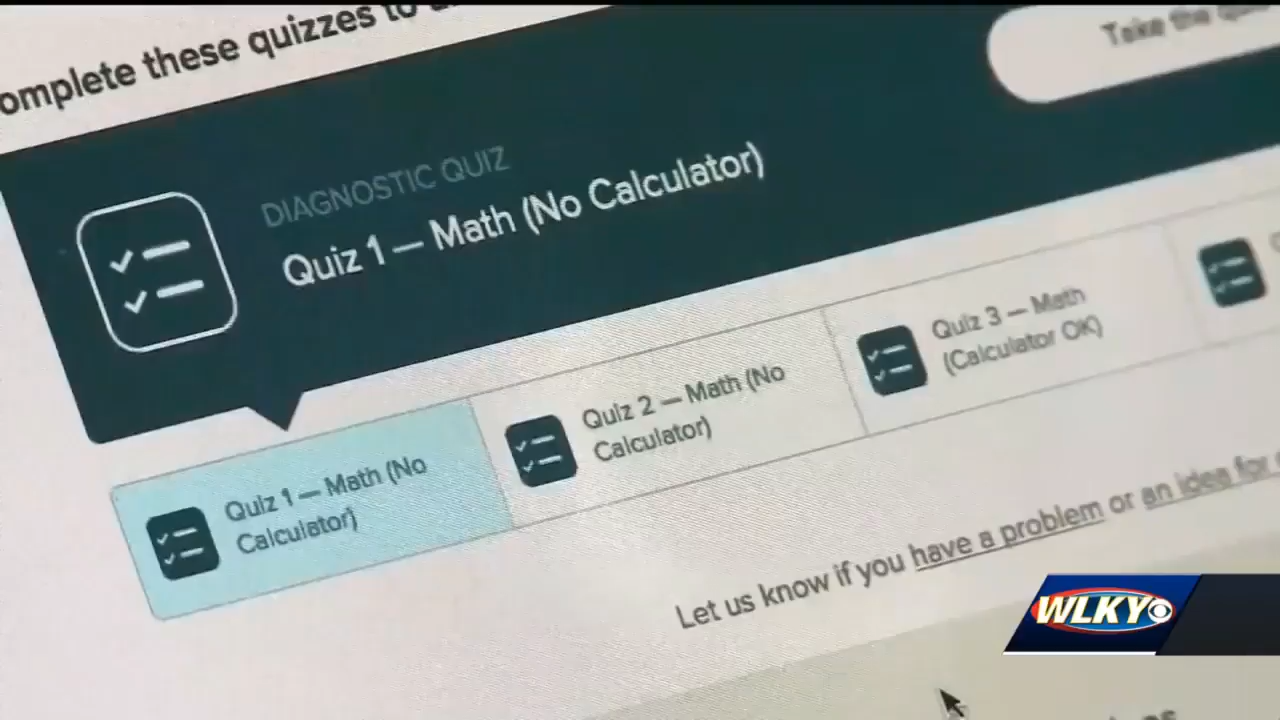 omplete these quizzes to
Take the
DIAGNOSTIC QUIZ
Quiz 1 — Math (No Calculator)
Quiz 1 — Math (No
Calculator)
Quiz 2 — Math (No
Calculator)
Quiz 3 — Math
(Calculator OK)
Let us know if you have a problem or an idea for
WLKY